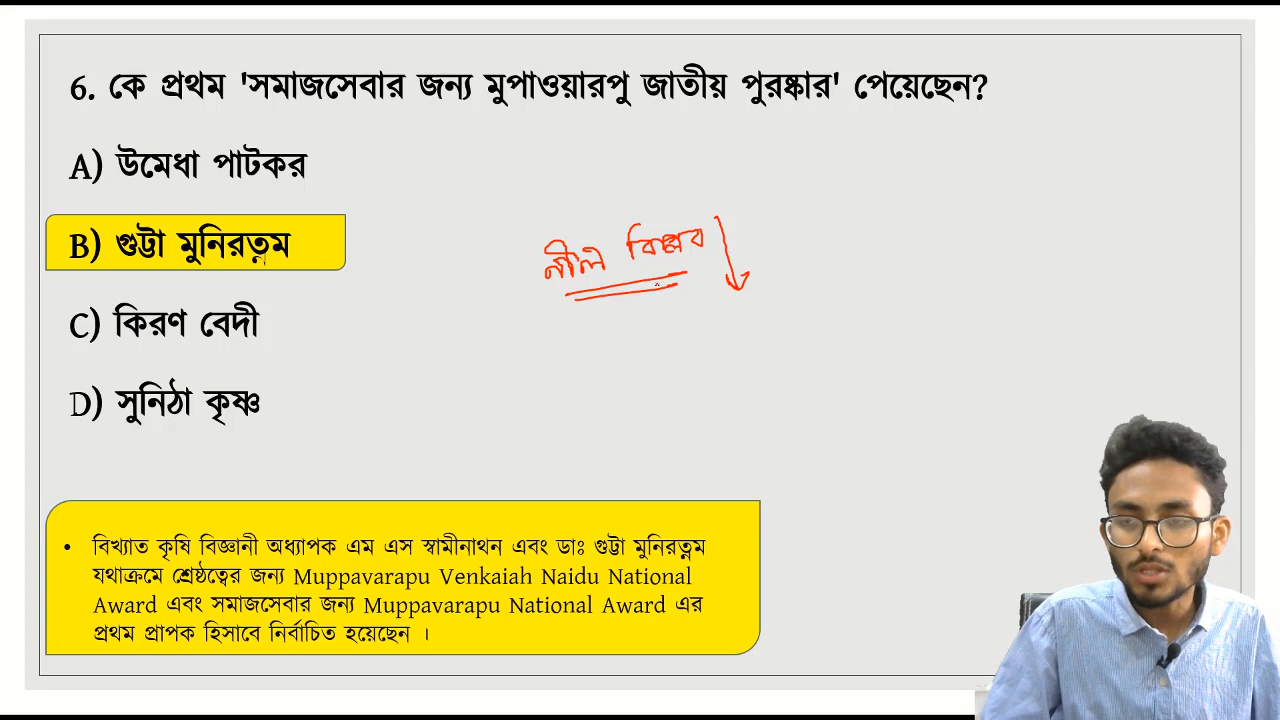 6. কে প্রথম 'সমাজসেবার জন্য মুপাওয়ারপু জাতীয় পুরষ্কার' পেয়েছেন?
A) উমেধা পাটকর
B) গুট্টা মুনিরত্নম
নীল বিপ্লব
C) কিরণ বেদী
D) সুনিঠা কৃষ্ণ
• বিখ্যাত কৃষি বিজ্ঞানী অধ্যাপক এম এস স্বামীনাথন এবং ডাঃ গুট্টা মুনিরত্নম
যথাক্রমে শ্রেষ্ঠত্বের জন্য Muppavarapu Venkaiah Naidu National
Award এবং সমাজসেবার জন্য Muppavarapu National Award এর
প্রথম প্রাপক হিসাবে নির্বাচিত হয়েছেন ।